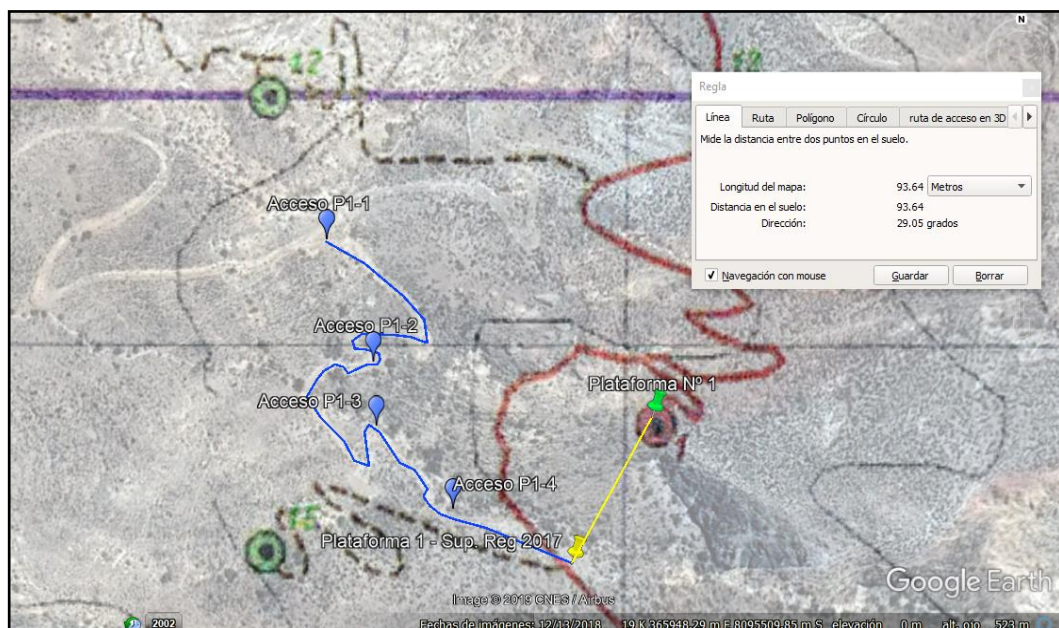 N
12
Regla
Línea Ruta Polígono Círculo ruta de acceso en 3D
Mide la distancia entre dos puntos en el suelo.
Longitud del mapa: 93.64 Metros
Distancia en el suelo: 93.64
Dirección: 29.05 grados
Navegación con mouse Guardar Borrar
Acceso P1-1
Acceso P1-2
Plataforma Nº 1
Acceso P1-3
1
Acceso P1-4
Plataforma 1 - Sup. Reg 2017
Google Earth
Image © 2019 CNES / Airbus
2002
Fechas de imágenes: 12/13/2018 19 K 365948.29 m E 8095509.85 m S elevación 0 m alt. ojo 523 m